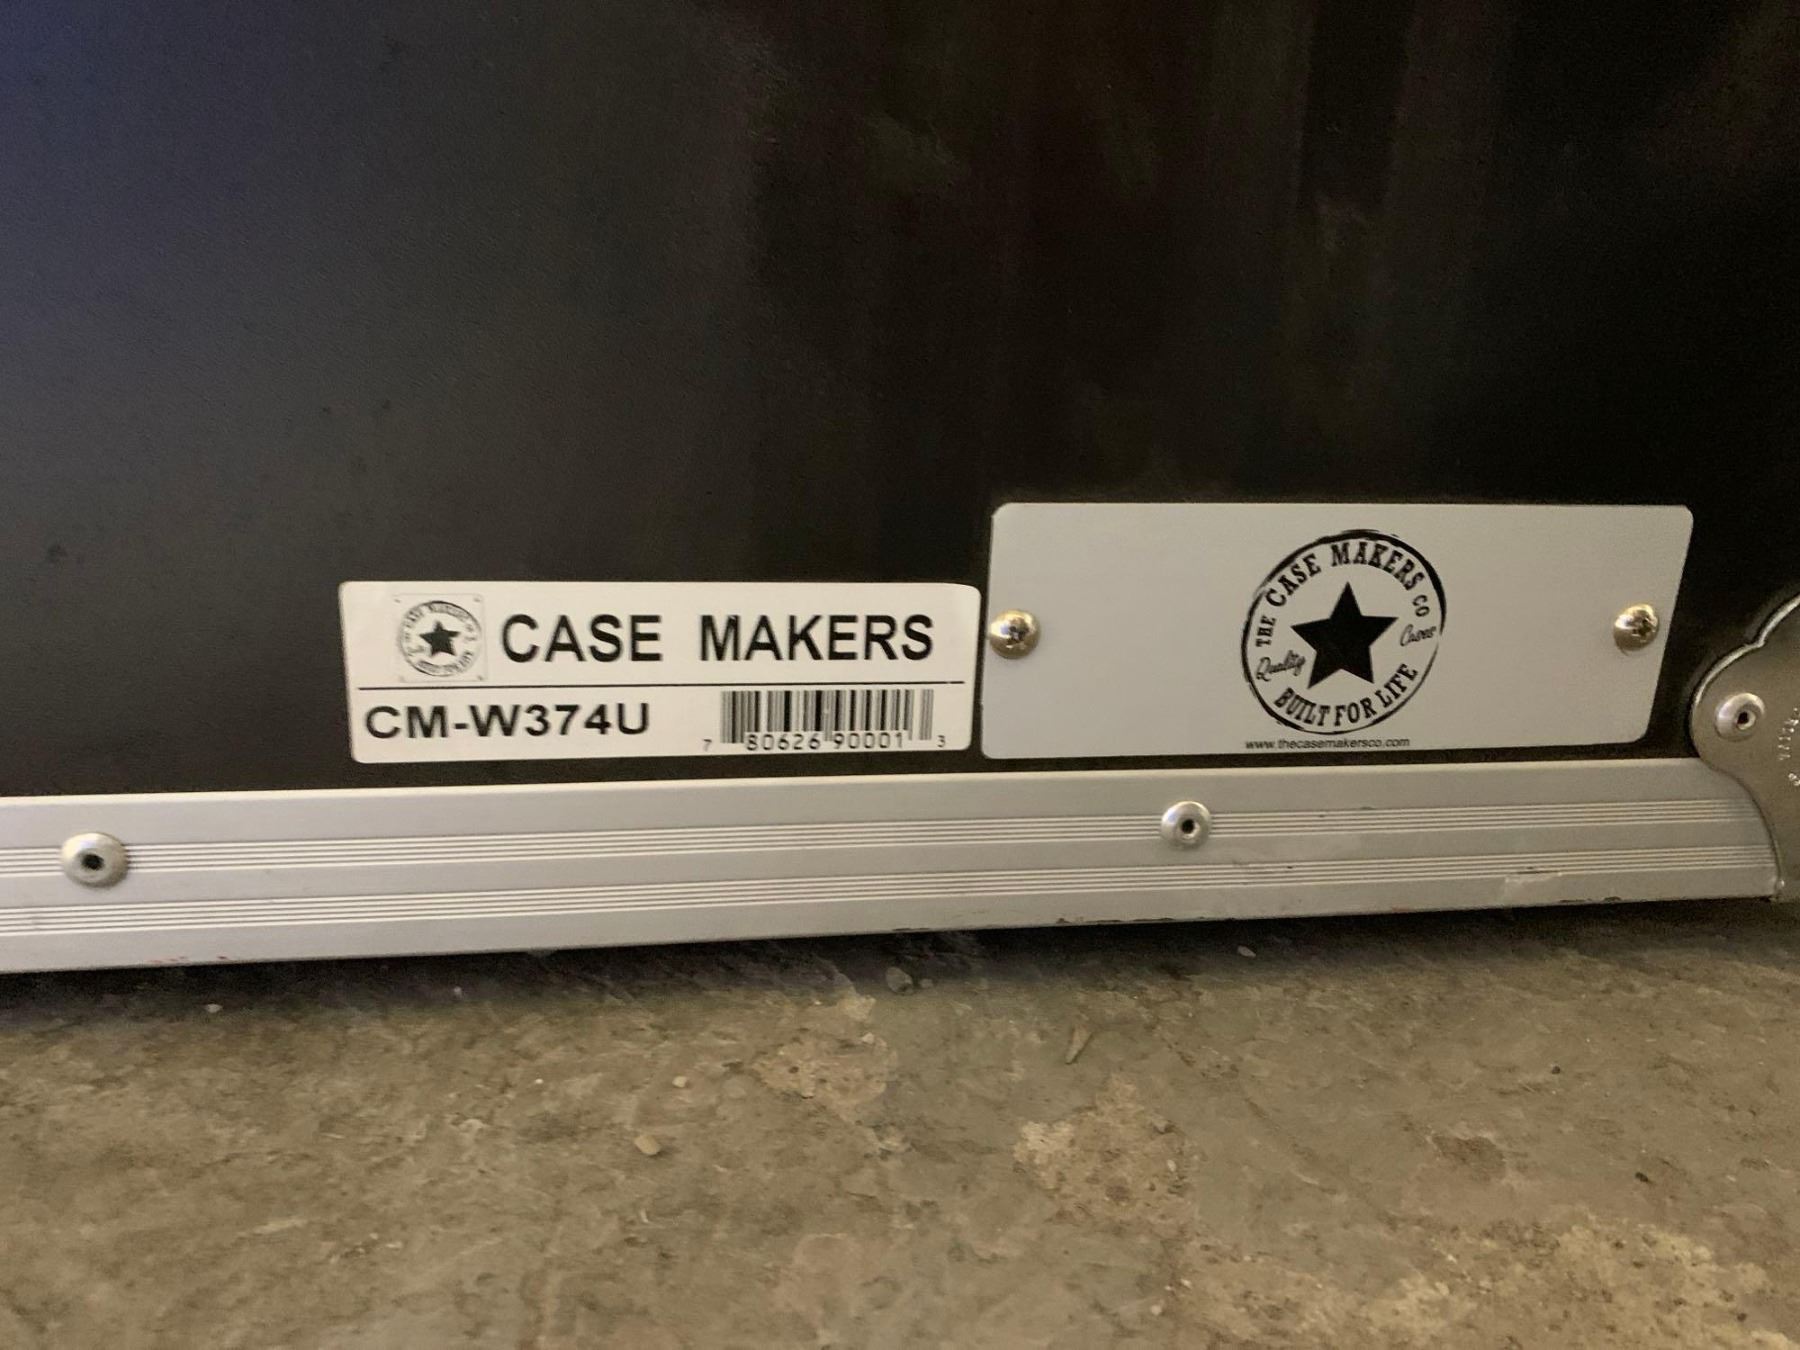 CASE MAKERS
CM-W374U
7 80626 90001 3
THE CASE MAKERS CO
Quality Cases
BUILT FOR LIFE
www.thecasemakersco.com